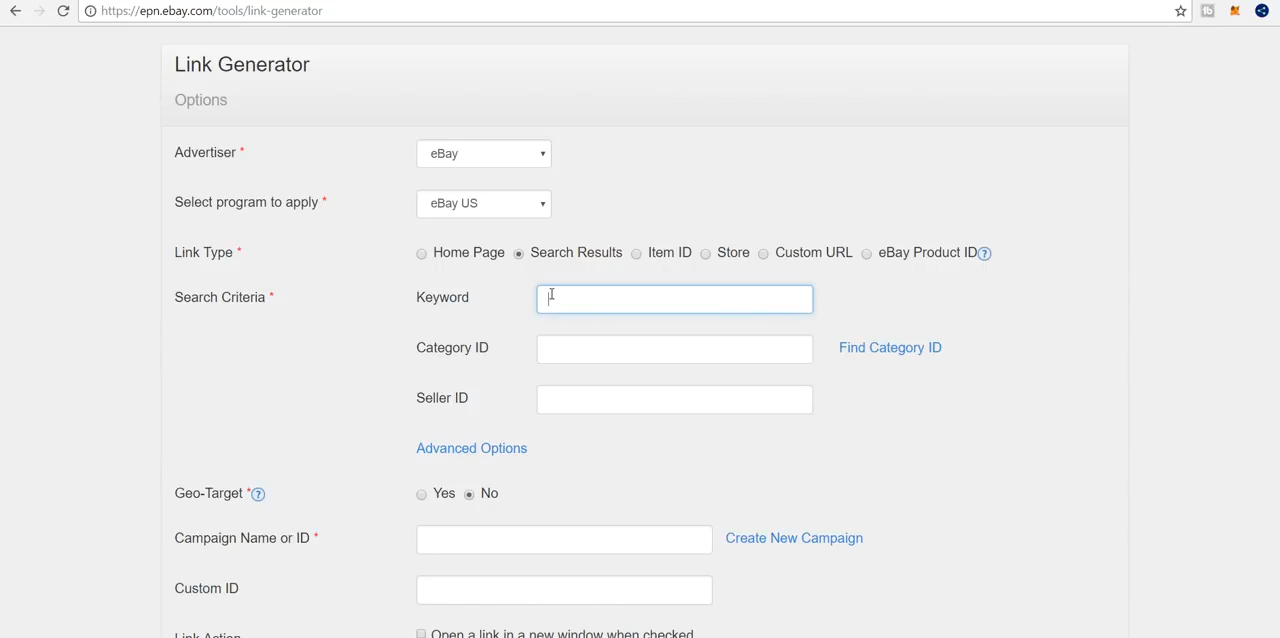 https://epn.ebay.com/tools/link-generator
Link Generator
Options
Advertiser *
eBay
Select program to apply *
eBay US
Link Type *
Home Page Search Results Item ID Store Custom URL eBay Product ID ?
Search Criteria *
Keyword
Category ID
Find Category ID
Seller ID
Advanced Options
Geo-Target * ?
Yes No
Campaign Name or ID *
Create New Campaign
Custom ID
Link Action
Open a link in a new window when checked